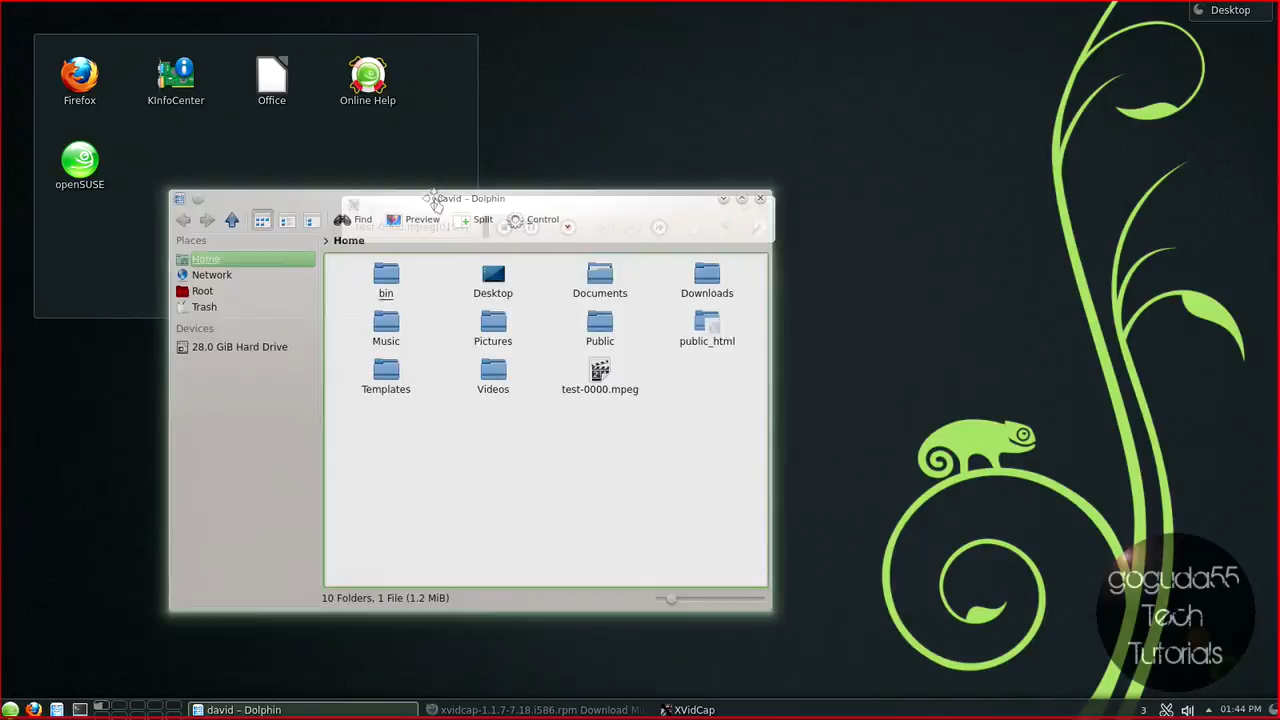 Desktop
Firefox
KInfoCenter
Office
Online Help
openSUSE
david – Dolphin
Find
Preview
Split
Control
Places
Home
Home
Network
Root
Trash
Devices
28.0 GiB Hard Drive
bin
Desktop
Documents
Downloads
Music
Pictures
Public
public_html
Templates
Videos
test-0000.mpeg
10 Folders, 1 File (1.2 MiB)
goguda55
Tech
Tutorials
david – Dolphin
xvidcap-1.1.7-7.18.i586.rpm Download
XVidCap
3
01:44 PM